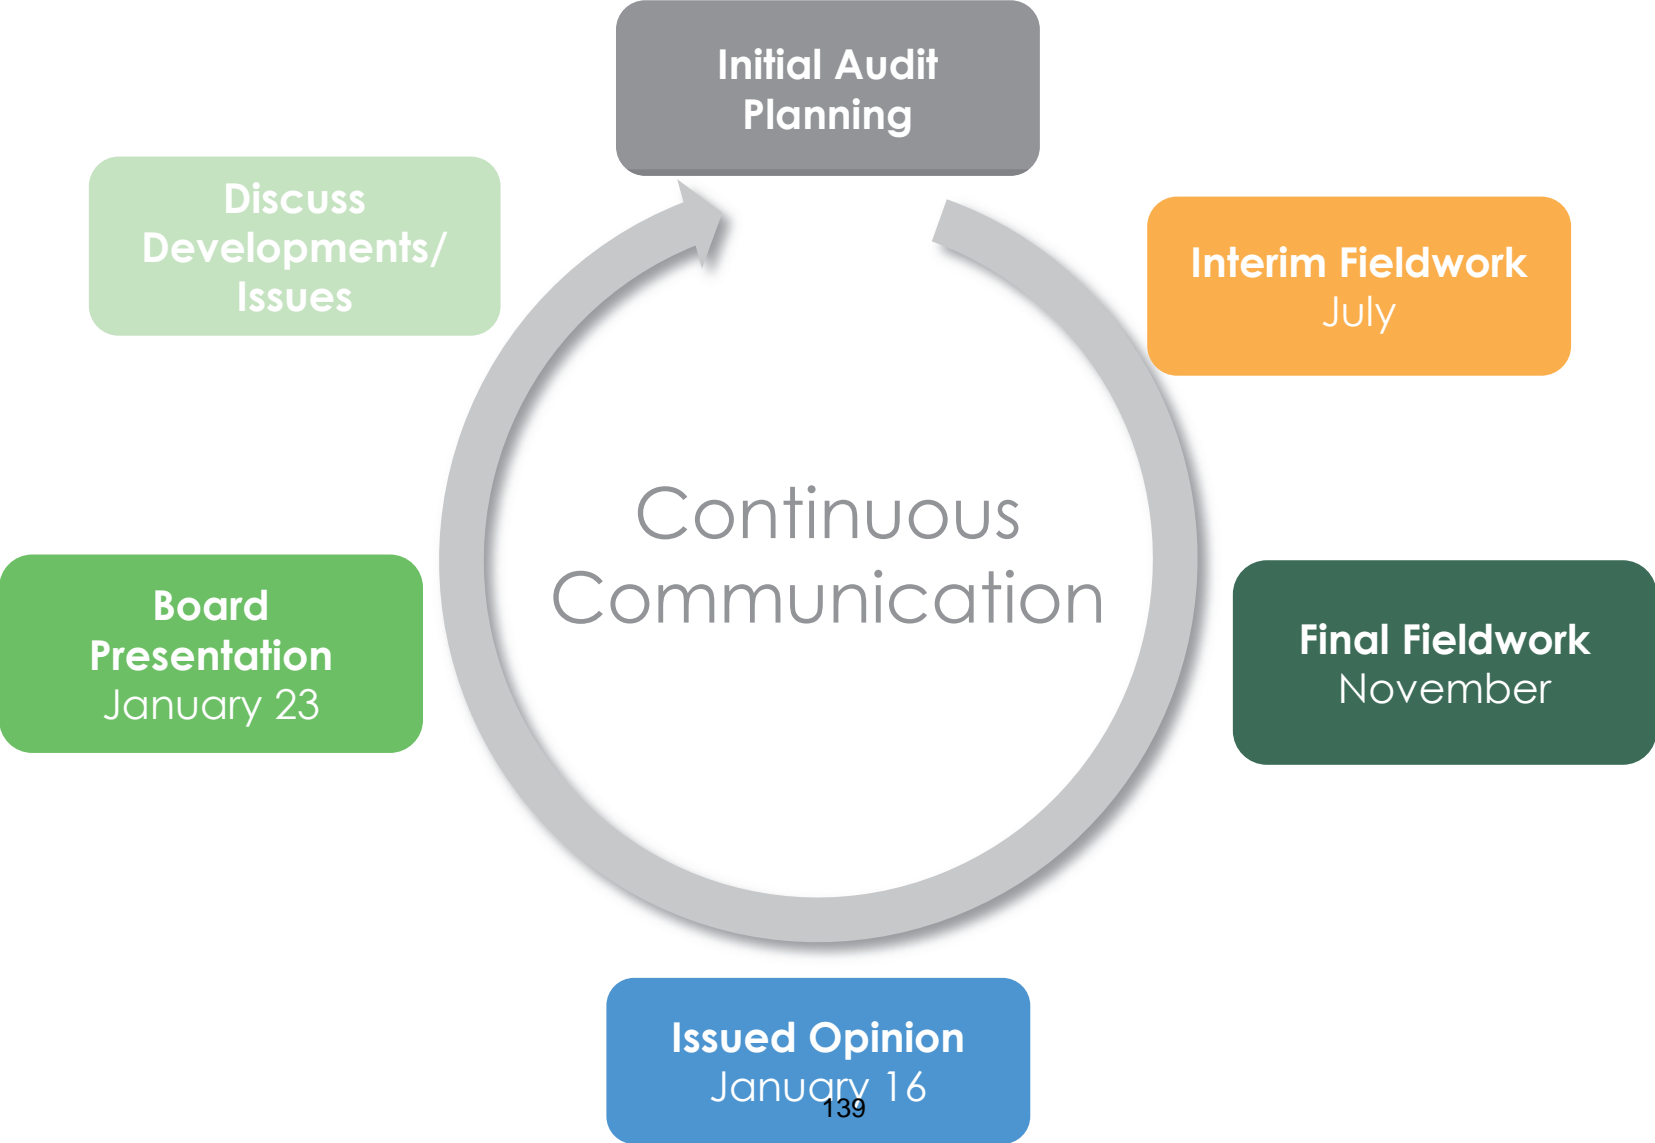 Initial Audit
Planning
Interim Fieldwork
July
Final Fieldwork
November
Issued Opinion
January 16
139
Board
Presentation
January 23
Discuss
Developments/
Issues
Continuous
Communication